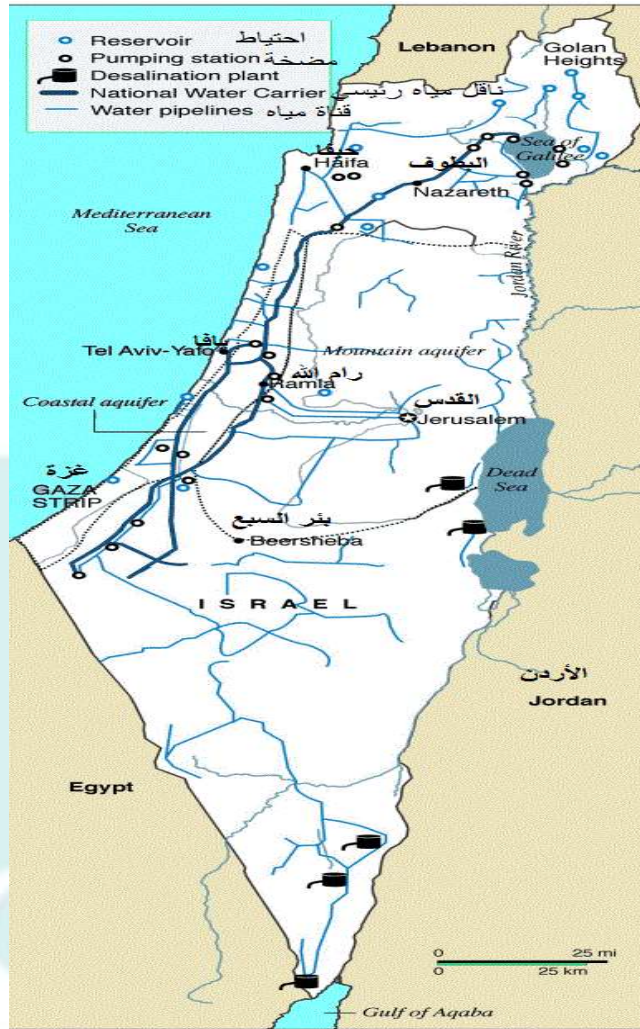 Reservoir احتياط
Pumping station مضخة
Desalination plant
National Water Carrier ناقل مياه رئيسي
Water pipelines قناة مياه
Lebanon
Golan
Heights
Sea of
Galilee
حيفا
Haifa
البطوف
Nazareth
Mediterranean
Sea
Jordan River
يافا
Tel Aviv-Yafo
Mountain aquifer
رام الله
Ramla
Coastal aquifer
القدس
Jerusalem
غزة
GAZA
STRIP
Dead
Sea
بئر السبع
Beersheba
ISRAEL
الأردن
Jordan
Egypt
0 25 mi
0 25 km
Gulf of Aqaba